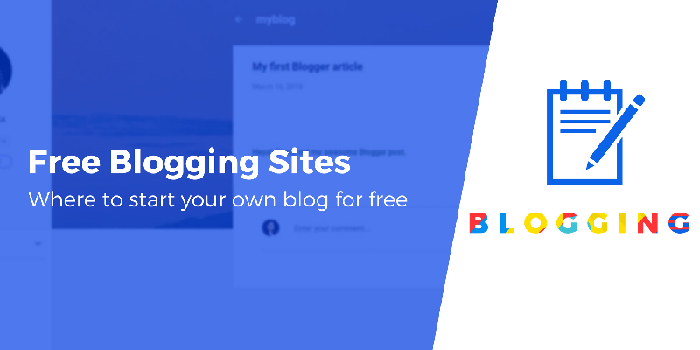 myblog
My first Blogger article
March 14, 2018
Free Blogging Sites
Where to start your own blog for free
Enter your comment...
BLOGGING